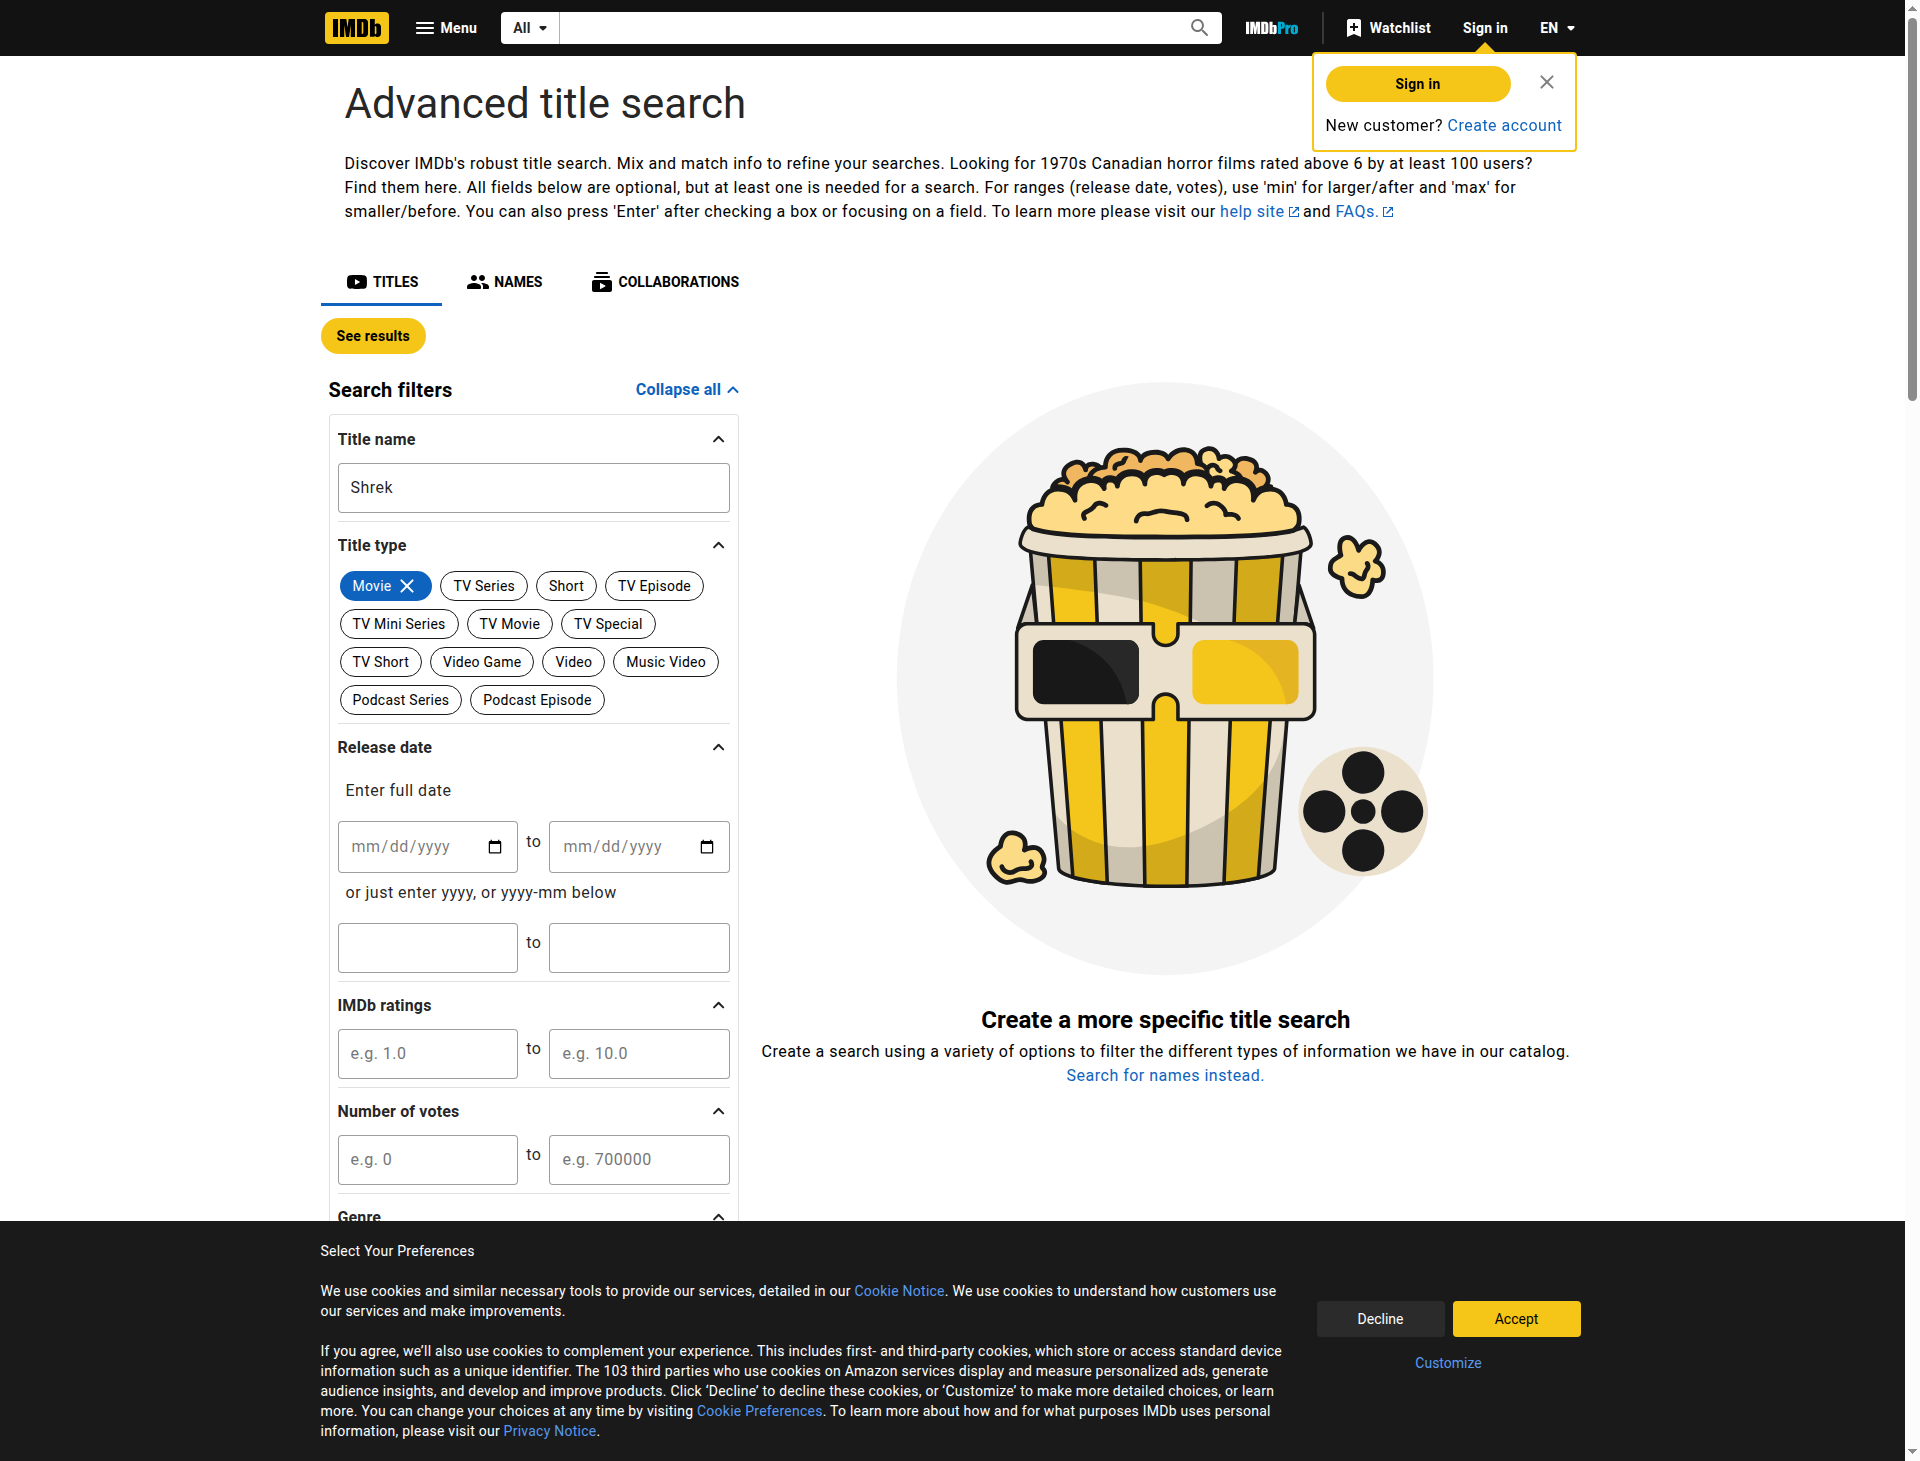 IMDb Menu All IMDbPro Watchlist Sign in EN
Sign in
New customer? Create account
Advanced title search
Discover IMDb's robust title search. Mix and match info to refine your searches. Looking for 1970s Canadian horror films rated above 6 by at least 100 users?
Find them here. All fields below are optional, but at least one is needed for a search. For ranges (release date, votes), use 'min' for larger/after and 'max' for
smaller/before. You can also press 'Enter' after checking a box or focusing on a field. To learn more please visit our help site and FAQs.
TITLES NAMES COLLABORATIONS
See results
Search filters Collapse all
Title name
Shrek
Title type
Movie TV Series Short TV Episode
TV Mini Series TV Movie TV Special
TV Short Video Game Video Music Video
Podcast Series Podcast Episode
Release date
Enter full date
mm/dd/yyyy to mm/dd/yyyy
or just enter yyyy, or yyyy-mm below
to
IMDb ratings
e.g. 1.0 to e.g. 10.0
Number of votes
e.g. 0 to e.g. 700000
Genre
Create a more specific title search
Create a search using a variety of options to filter the different types of information we have in our catalog.
Search for names instead.
Select Your Preferences
We use cookies and similar necessary tools to provide our services, detailed in our Cookie Notice. We use cookies to understand how customers use
our services and make improvements.
If you agree, we’ll also use cookies to complement your experience. This includes first- and third-party cookies, which store or access standard device
information such as a unique identifier. The 103 third parties who use cookies on Amazon services display and measure personalized ads, generate
audience insights, and develop and improve products. Click ‘Decline’ to decline these cookies, or ‘Customize’ to make more detailed choices, or learn
more. You can change your choices at any time by visiting Cookie Preferences. To learn more about how and for what purposes IMDb uses personal
information, please visit our Privacy Notice.
Decline Accept
Customize